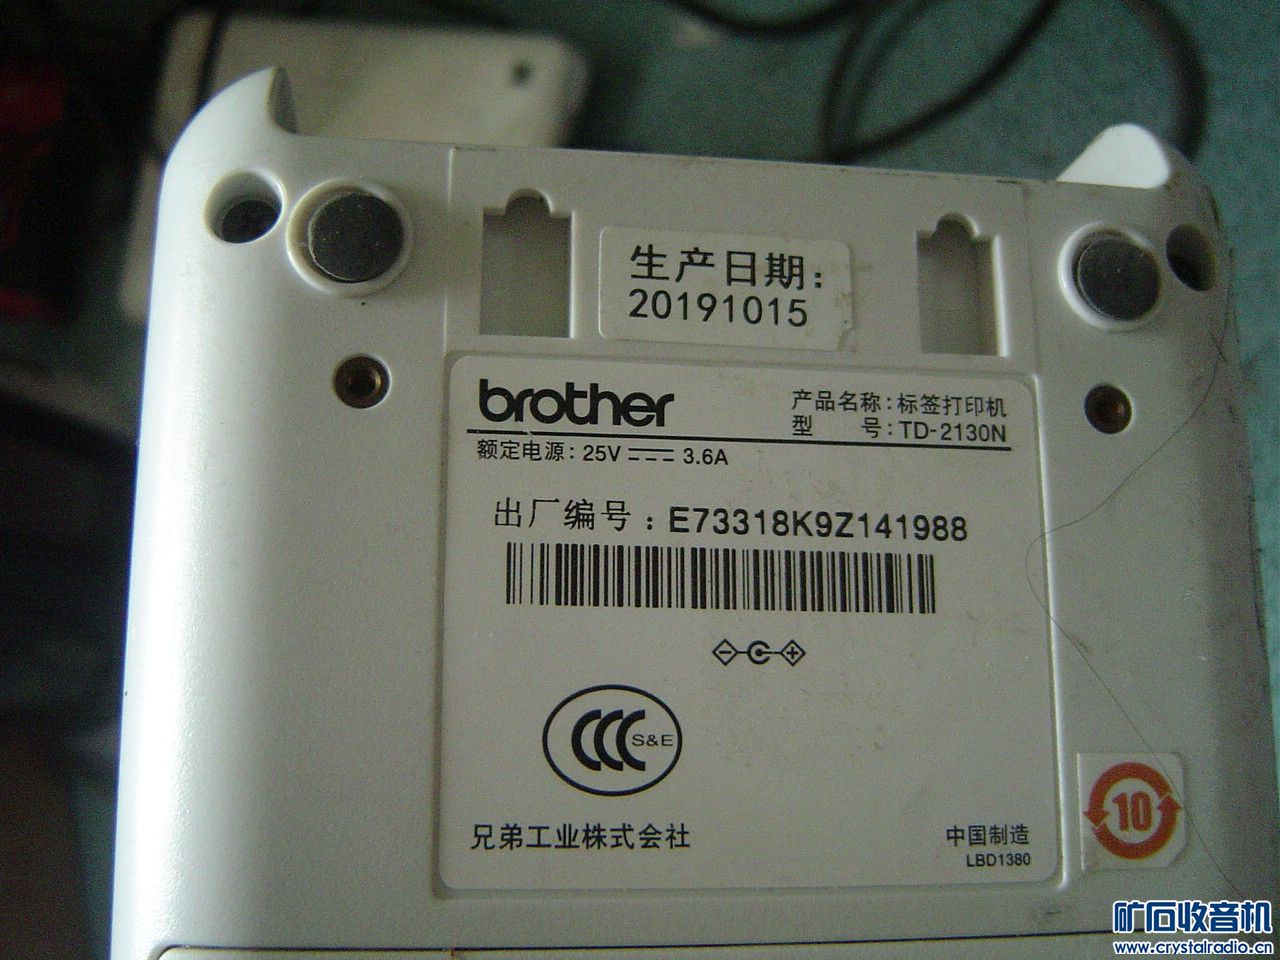 生产日期：
20191015
brother
产品名称：标签打印机
型 号：TD-2130N
额定电源：25V 3.6A
出厂编号：E73318K9Z141988
CCC S&E
兄弟工业株式会社
中国制造
LBD1380
10
矿石收音机
www.crystalradio.cn